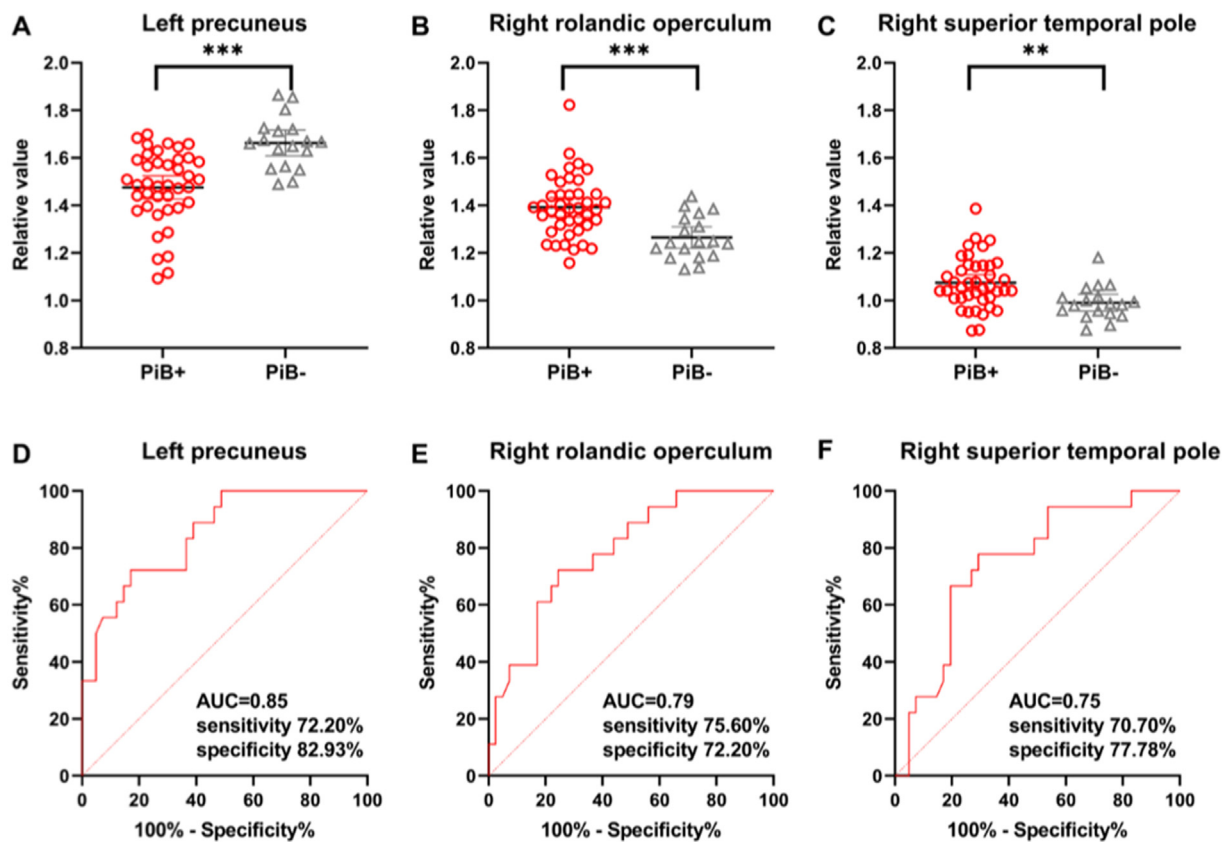 A Left precuneus
***
Relative value
2.0
1.8
1.6
1.4
1.2
1.0
0.8
PiB+ PiB-
B Right rolandic operculum
***
Relative value
2.0
1.8
1.6
1.4
1.2
1.0
0.8
PiB+ PiB-
C Right superior temporal pole
**
Relative value
2.0
1.8
1.6
1.4
1.2
1.0
0.8
PiB+ PiB-
D Left precuneus
Sensitivity%
100
80
60
40
20
0
AUC=0.85
sensitivity 72.20%
specificity 82.93%
0 20 40 60 80 100
100% - Specificity%
E Right rolandic operculum
Sensitivity%
100
80
60
40
20
0
AUC=0.79
sensitivity 75.60%
specificity 72.20%
0 20 40 60 80 100
100% - Specificity%
F Right superior temporal pole
Sensitivity%
100
80
60
40
20
0
AUC=0.75
sensitivity 70.70%
specificity 77.78%
0 20 40 60 80 100
100% - Specificity%